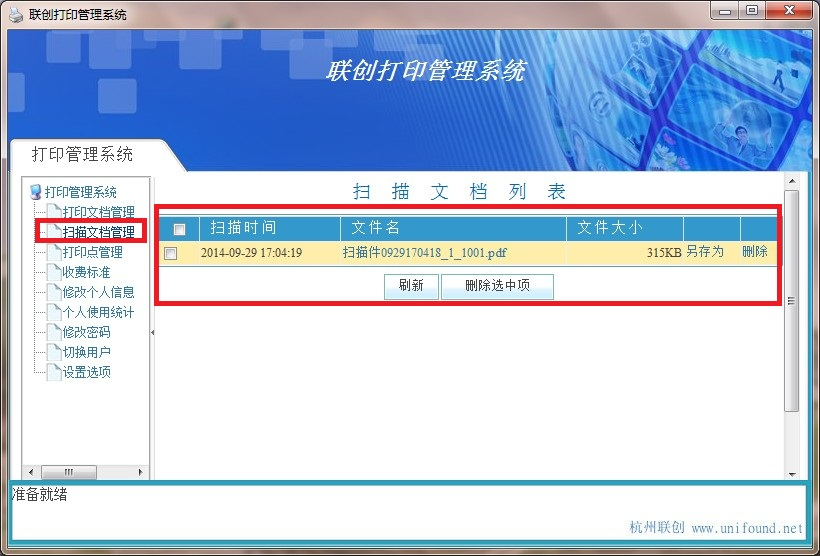 联创打印管理系统
联创打印管理系统
打印管理系统
打印管理系统
打印文档管理
扫描文档管理
打印点管理
收费标准
修改个人信息
个人使用统计
修改密码
切换用户
设置选项
扫 描 文 档 列 表
扫描时间 文件名 文件大小
2014-09-29 17:04:19 扫描件0929170418_1_1001.pdf 315KB 另存为 删除
刷新 删除选中项
准备就绪
杭州联创 www.unifound.net